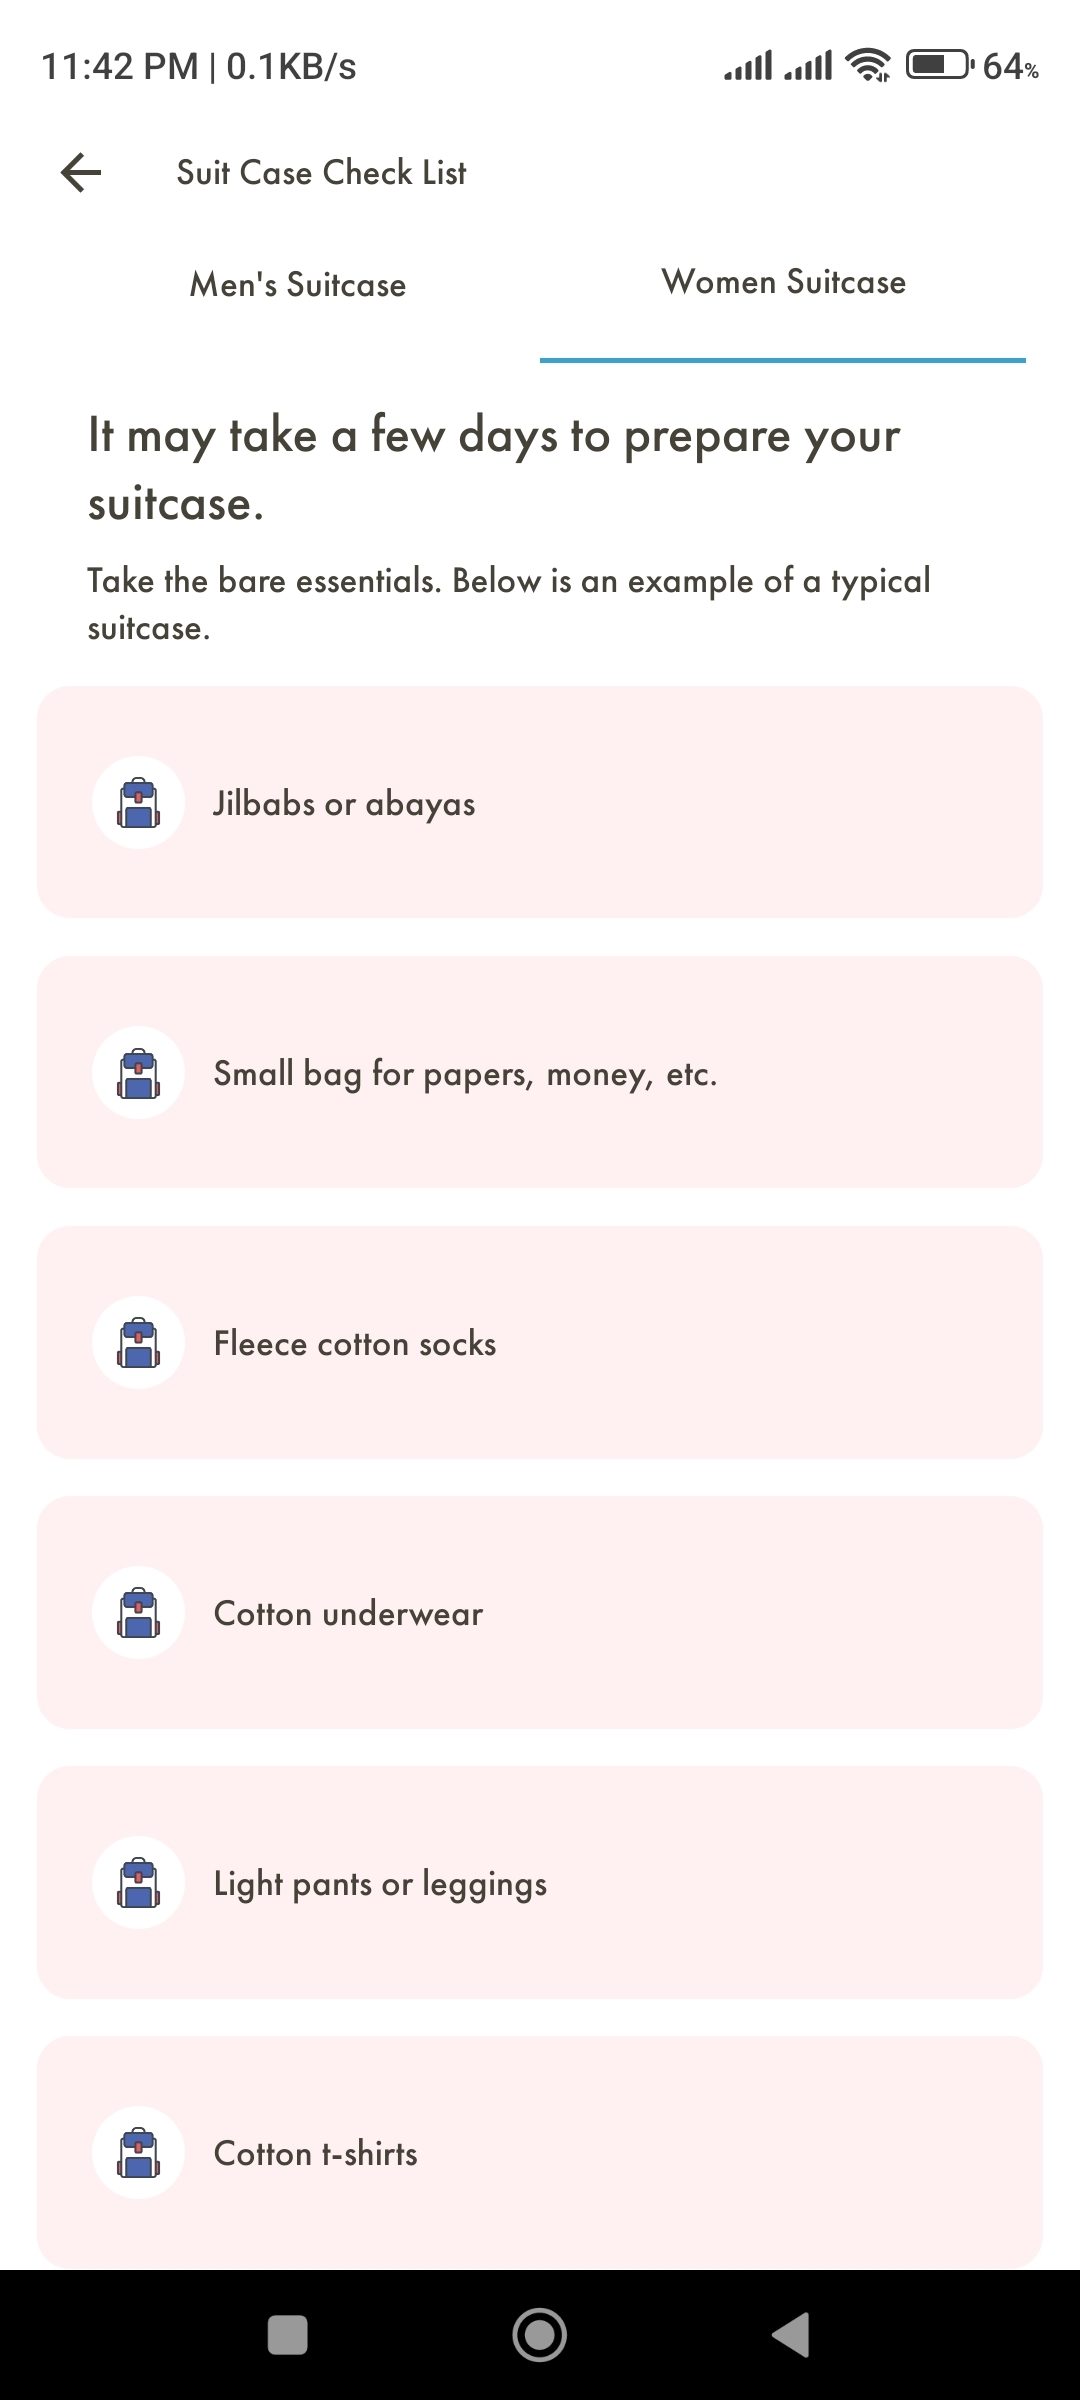 11:42 PM | 0.1KB/s
64%
Suit Case Check List
Men's Suitcase
Women Suitcase
It may take a few days to prepare your
suitcase.
Take the bare essentials. Below is an example of a typical
suitcase.
Jilbabs or abayas
Small bag for papers, money, etc.
Fleece cotton socks
Cotton underwear
Light pants or leggings
Cotton t-shirts